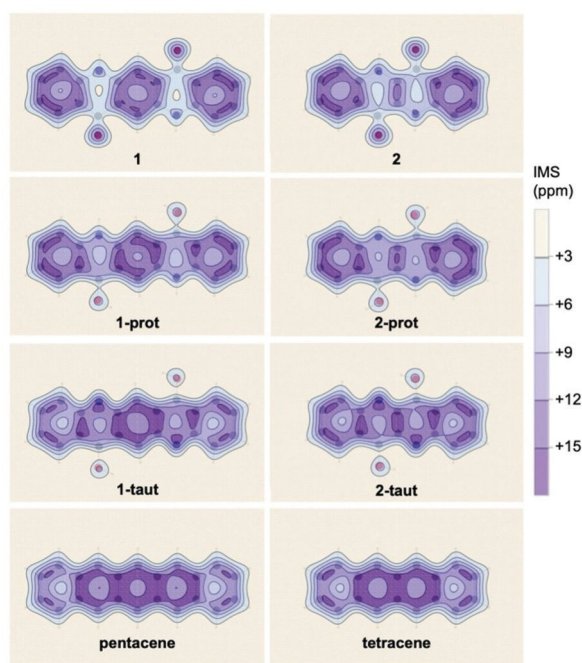 1
2
IMS
(ppm)
+3
+6
+9
+12
+15
1-prot
2-prot
1-taut
2-taut
pentacene
tetracene